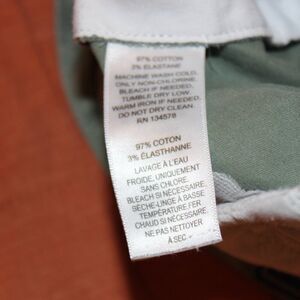 97% COTTON
3% ELASTANE
MACHINE WASH COLD,
ONLY NON-CHLORINE
BLEACH IF NEEDED,
TUMBLE DRY LOW,
WARM IRON IF NEEDED,
DO NOT DRY CLEAN
RN 134578
97% COTON
3% ÉLASTHANNE
LAVAGE À L'EAU
FROIDE, UNIQUEMENT
SANS CHLORE,
BLEACH SI NÉCESSAIRE,
SÈCHE-LINGE À BASSE
TEMPÉRATURE FER
CHAUD SI NÉCESSAIRE,
NE PAS NETTOYER
À SEC